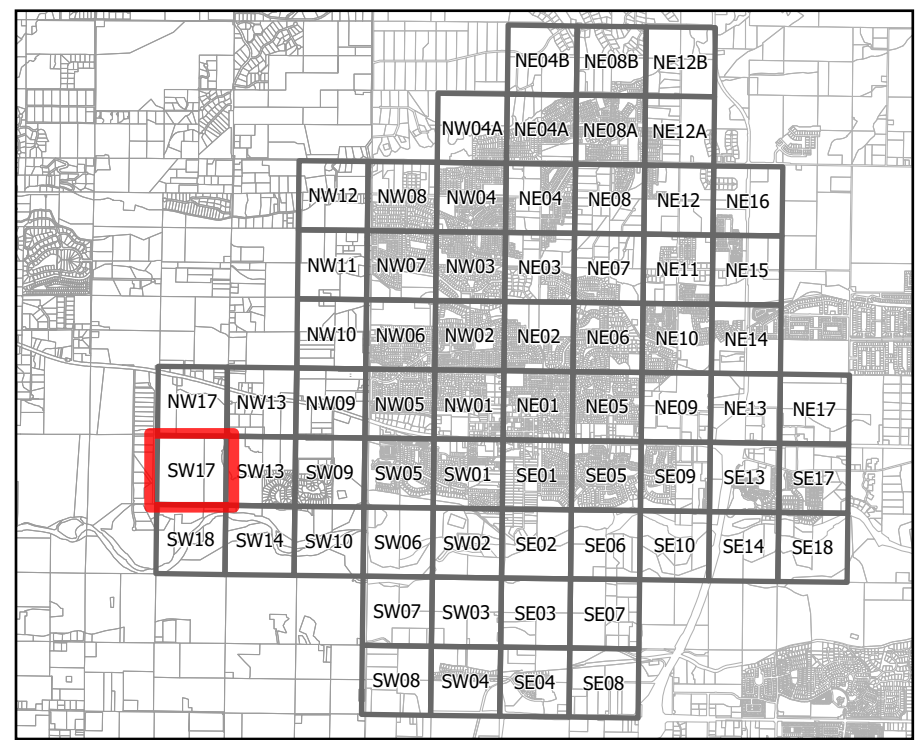 NE04B NE08B NE12B
NW04A NE04A NE08A NE12A
NW12 NW08 NW04 NE04 NE08 NE12 NE16
NW11 NW07 NW03 NE03 NE07 NE11 NE15
NW10 NW06 NW02 NE02 NE06 NE10 NE14
NW17 NW13 NW09 NW05 NW01 NE01 NE05 NE09 NE13 NE17
SW17 SW13 SW09 SW05 SW01 SE01 SE05 SE09 SE13 SE17
SW18 SW14 SW10 SW06 SW02 SE02 SE06 SE10 SE14 SE18
SW07 SW03 SE03 SE07
SW08 SW04 SE04 SE08